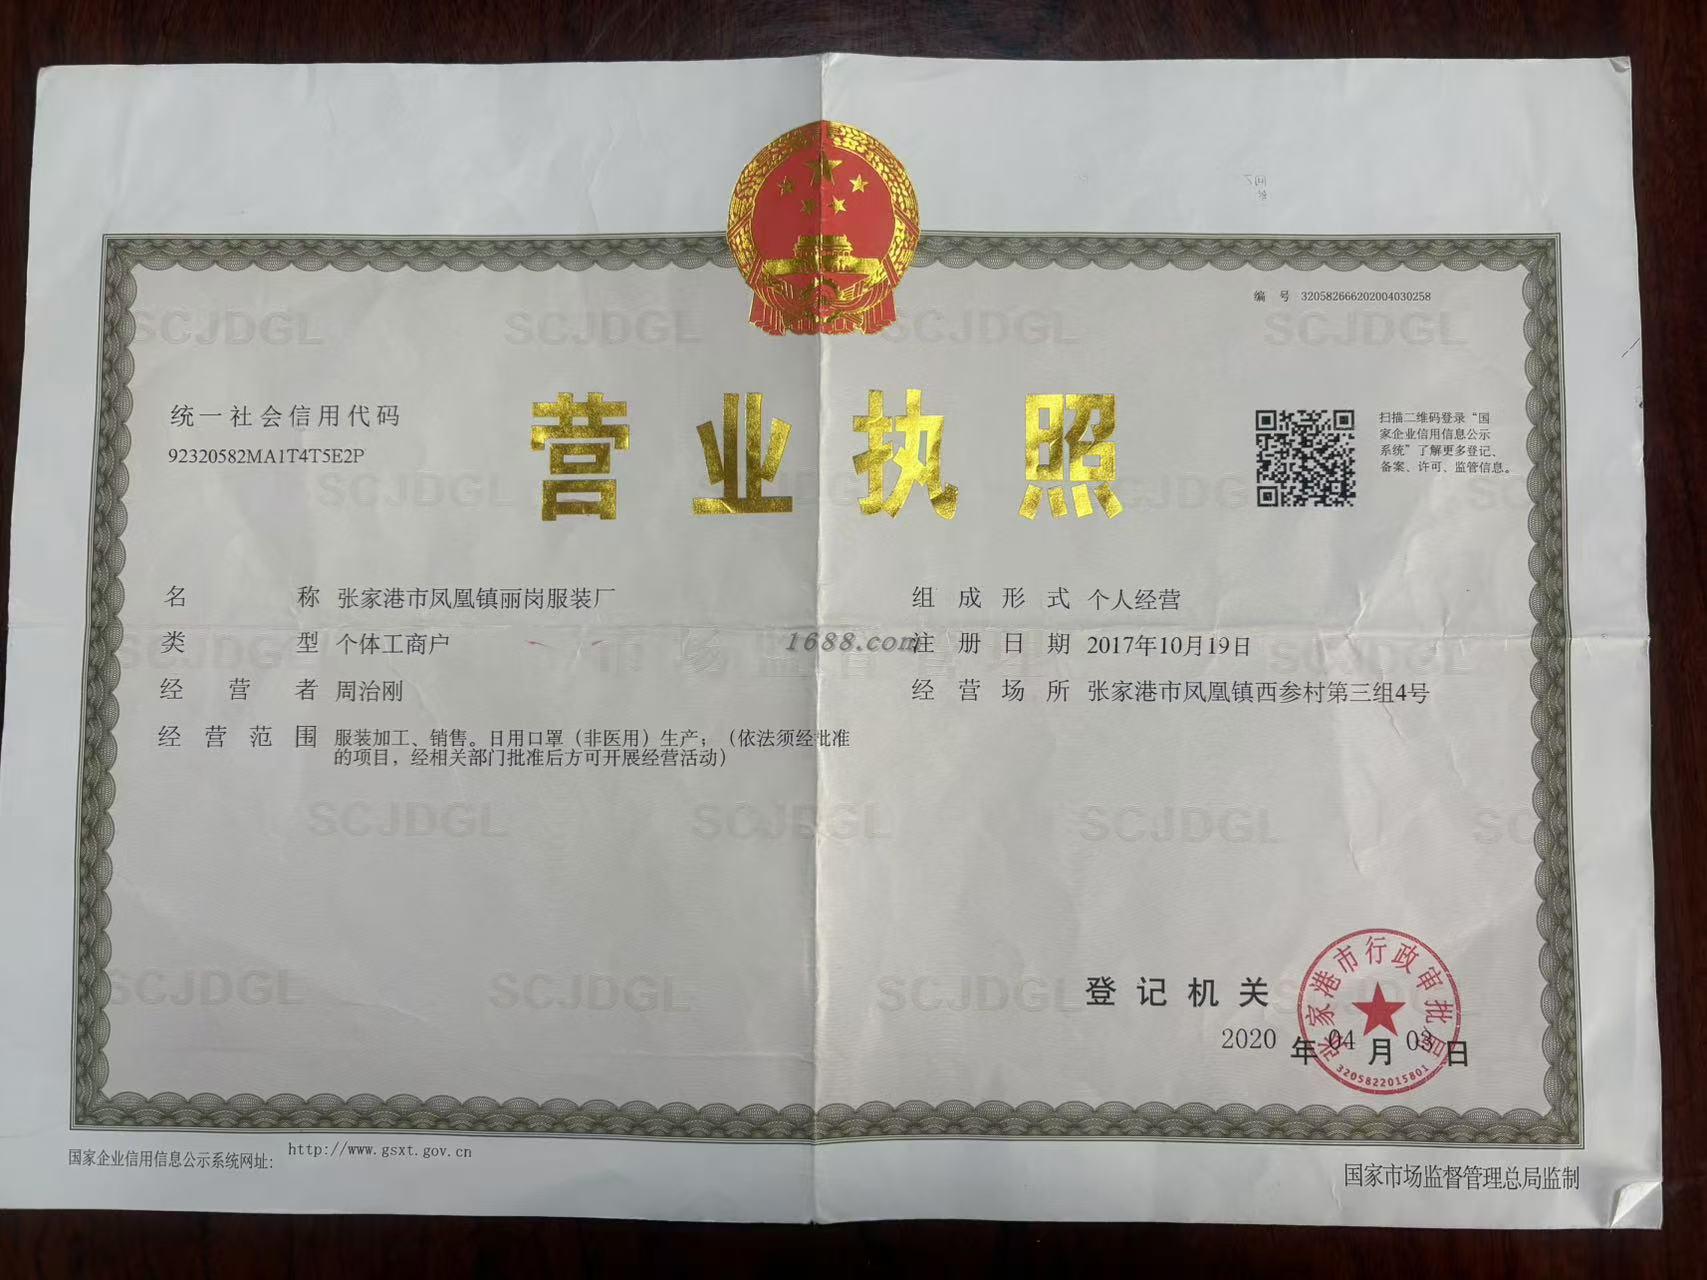 编 号 320582666202004030258
统一社会信用代码
92320582MA1T4T5E2P
营业执照
扫描二维码登录“国
家企业信用信息公示
系统”了解更多登记、
备案、许可、监管信息。
名 称 张家港市凤凰镇丽岗服装厂
类 型 个体工商户
经 营 者 周治刚
经 营 范 围 服装加工、销售。日用口罩（非医用）生产；（依法须经批准
的项目，经相关部门批准后方可开展经营活动）
组 成 形 式 个人经营
注 册 日 期 2017年10月19日
经 营 场 所 张家港市凤凰镇西参村第三组4号
1688.com
SCJDGL SCJDGL SCJDGL SCJDGL
市场监督管理
登记机关
2020 年 04 月 03 日
张家港市行政审批局
3205822015801
国家企业信用信息公示系统网址： http://www.gsxt.gov.cn
国家市场监督管理总局监制